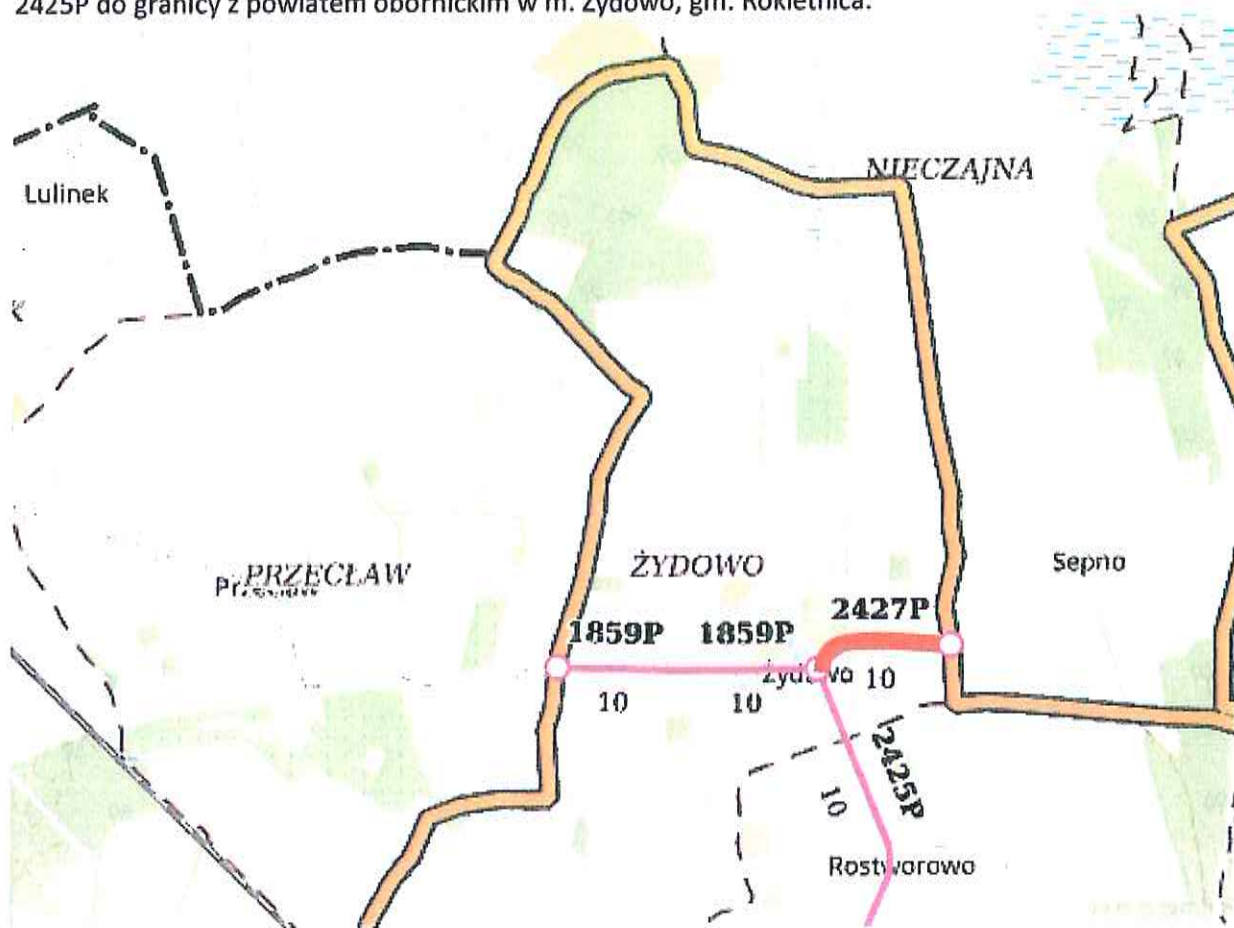 2425P do granicy z powiatem obornickim w m. Żydowo, gm. Rokietnica.
NIECZAJNA
Lulinek
ŻYDOWO
Sepno
PRZECŁAW
2427P
1859P 1859P
10
10 10
2425P
10
Rostworowo